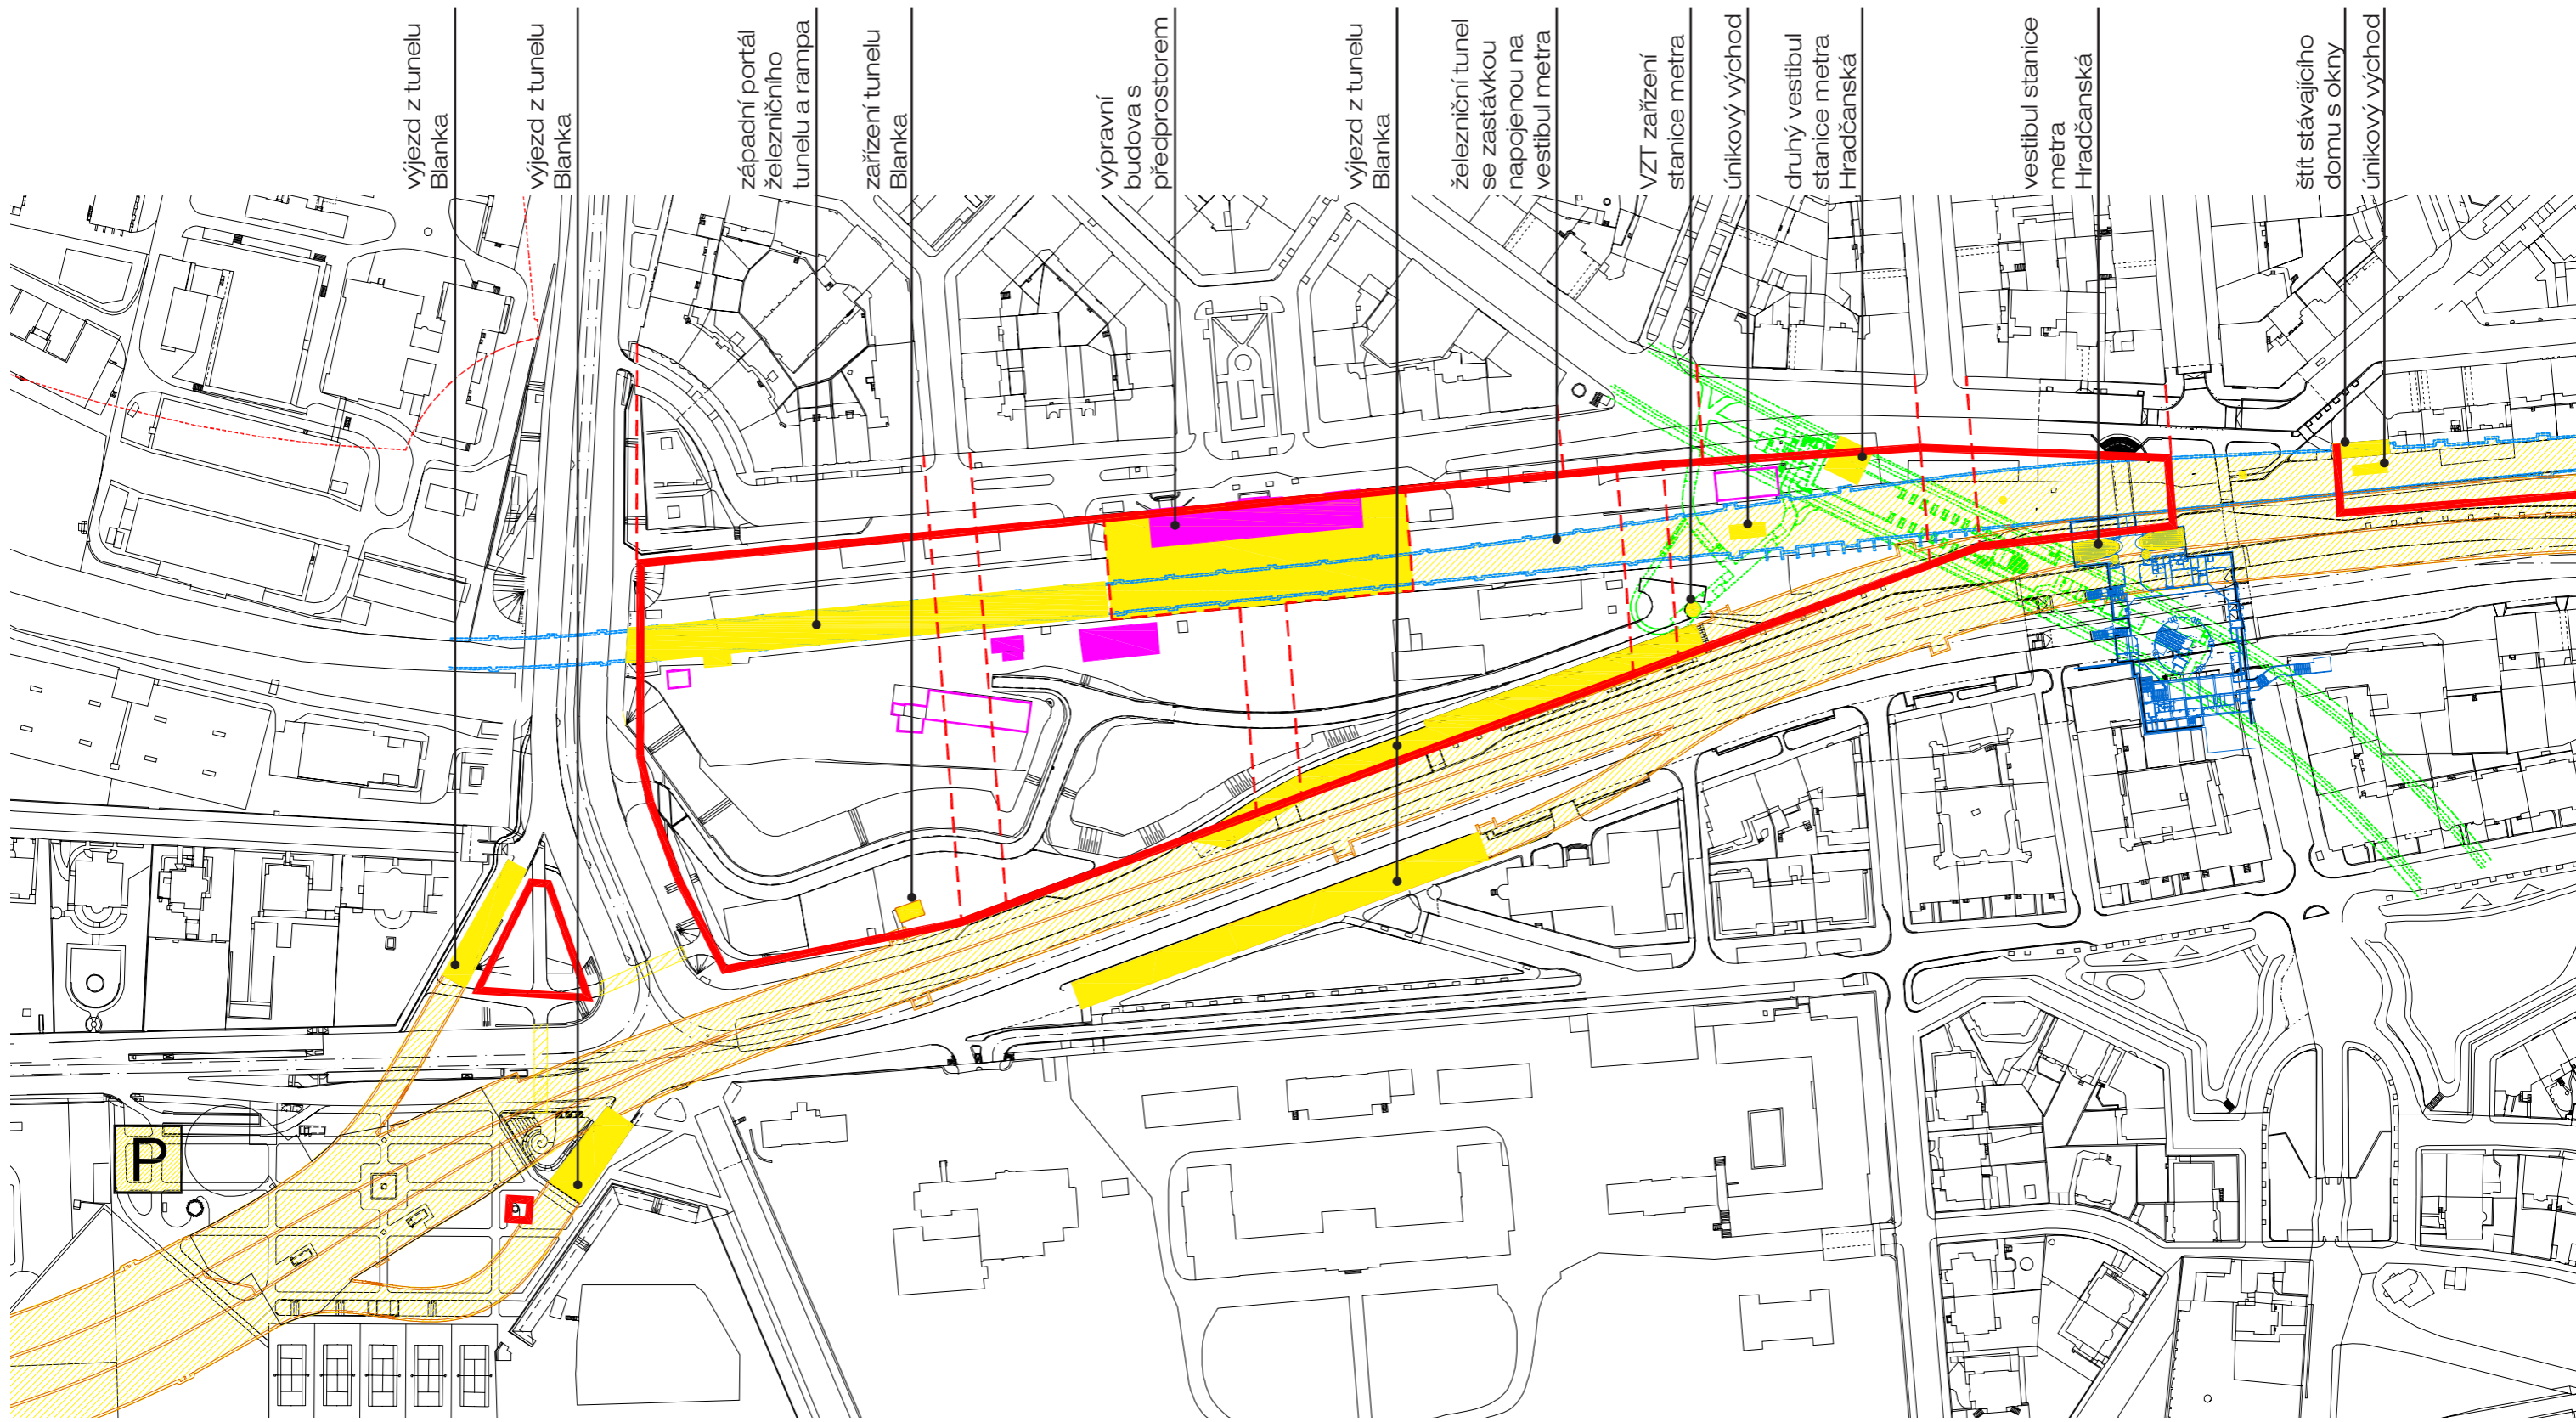 výjezd z tunelu
Blanka
výjezd z tunelu
Blanka
západní portál
železničního
tunelu a rampa
zařízení tunelu
Blanka
výpravní
budova s
předprostorem
výjezd z tunelu
Blanka
železniční tunel
se zastávkou
napojenou na
vestibul metra
VZT zařízení
stanice metra
únikový východ
druhý vestibul
stanice metra
Hradčanská
vestibul stanice
metra
Hradčanská
štít stávajícího
domu s okny
únikový východ
P